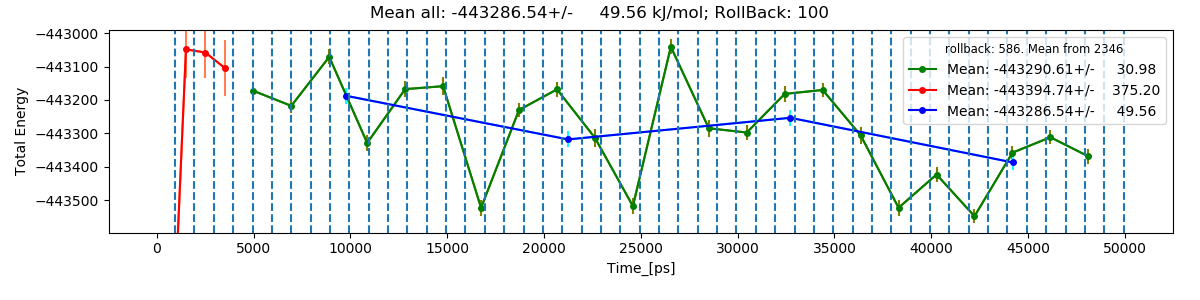 Mean all: -443286.54+/-     49.56 kJ/mol; RollBack: 100
rollback: 586. Mean from 2346
Mean: -443290.61+/-     30.98
Mean: -443394.74+/-    375.20
Mean: -443286.54+/-     49.56
Total Energy
−443000
−443100
−443200
−443300
−443400
−443500
0 5000 10000 15000 20000 25000 30000 35000 40000 45000 50000
Time_[ps]